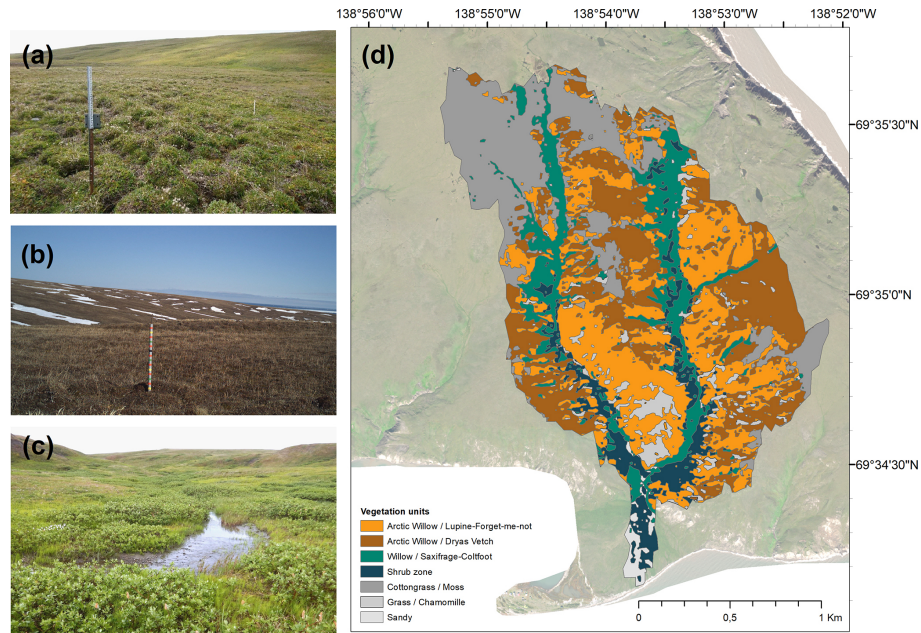 138°56'0"W 138°55'0"W 138°54'0"W 138°53'0"W 138°52'0"W
(a)
(b)
(c)
(d)
69°35'30"N
69°35'0"N
69°34'30"N
Vegetation units
Arctic Willow / Lupine-Forget-me-not
Arctic Willow / Dryas Vetch
Willow / Saxifrage-Coltfoot
Shrub zone
Cottongrass / Moss
Grass / Chamomille
Sandy
0 0,5 1
Km